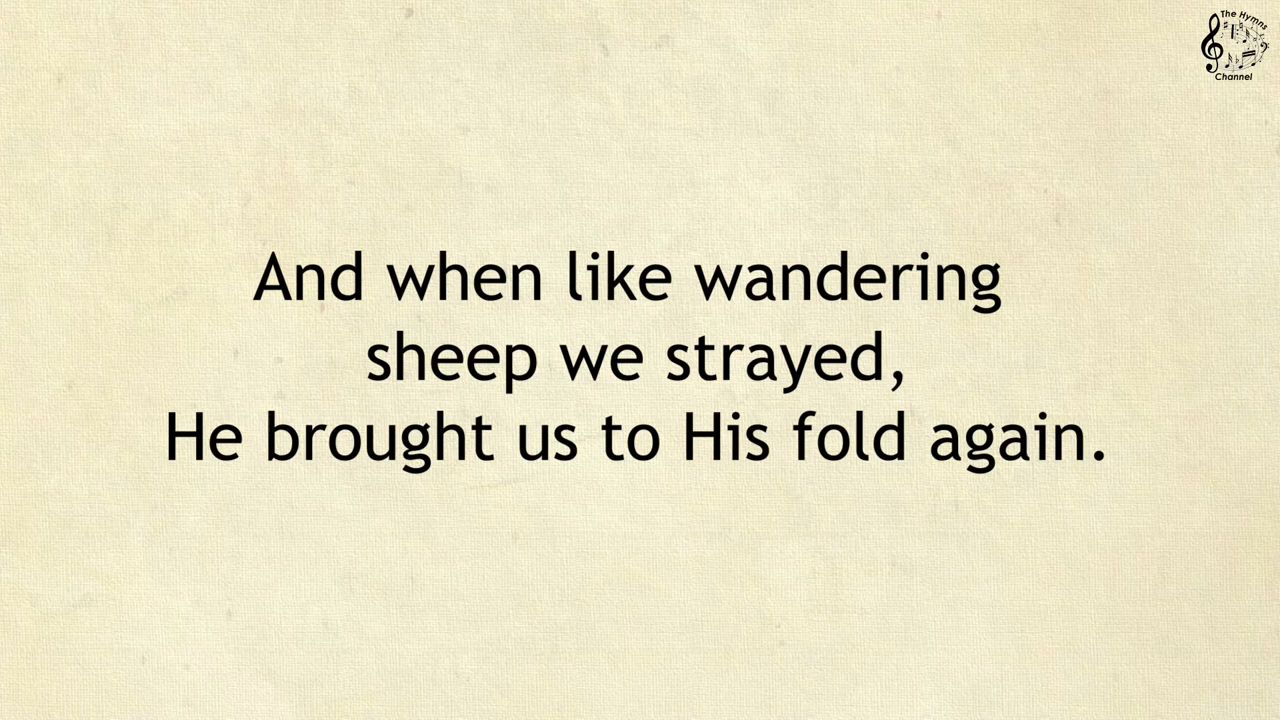 The Hymns
Channel
And when like wandering
sheep we strayed,
He brought us to His fold again.